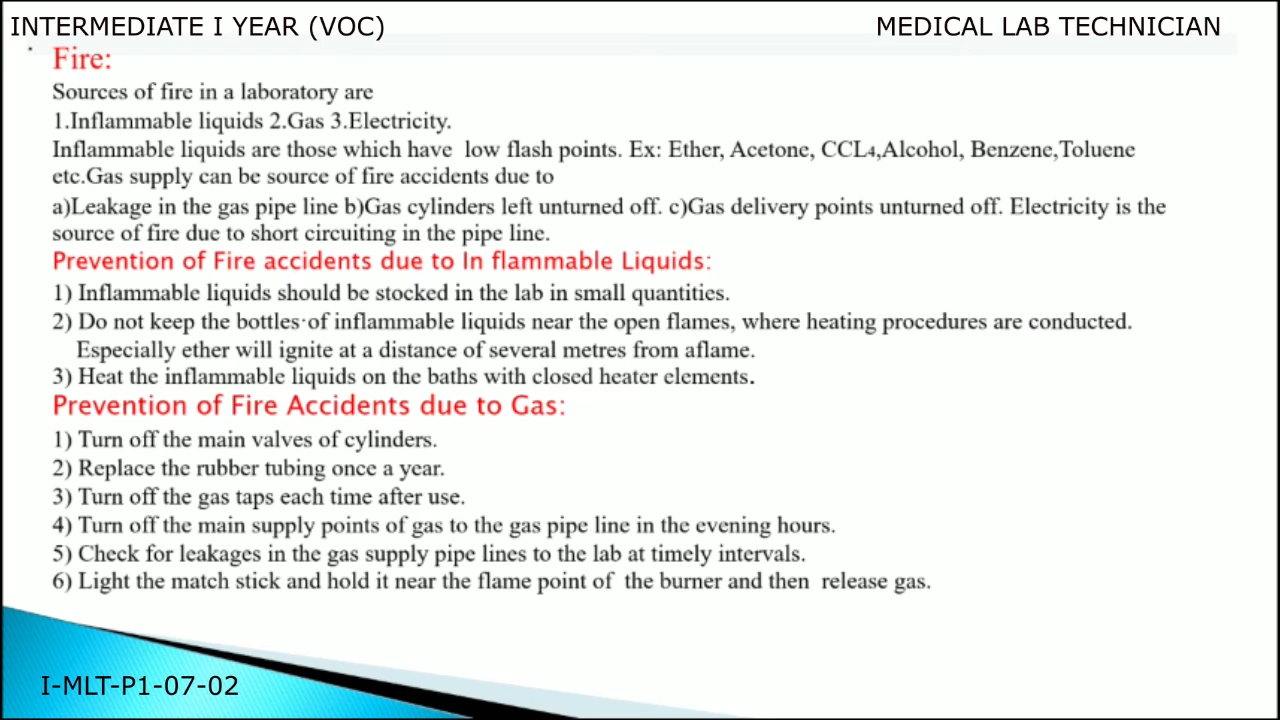 INTERMEDIATE I YEAR (VOC)
MEDICAL LAB TECHNICIAN
Fire:
Sources of fire in a laboratory are
1.Inflammable liquids 2.Gas 3.Electricity.
Inflammable liquids are those which have low flash points. Ex: Ether, Acetone, CCL₄,Alcohol, Benzene,Toluene
etc.Gas supply can be source of fire accidents due to
a)Leakage in the gas pipe line b)Gas cylinders left unturned off. c)Gas delivery points unturned off. Electricity is the
source of fire due to short circuiting in the pipe line.
Prevention of Fire accidents due to In flammable Liquids:
1) Inflammable liquids should be stocked in the lab in small quantities.
2) Do not keep the bottles·of inflammable liquids near the open flames, where heating procedures are conducted.
Especially ether will ignite at a distance of several metres from aflame.
3) Heat the inflammable liquids on the baths with closed heater elements.
Prevention of Fire Accidents due to Gas:
1) Turn off the main valves of cylinders.
2) Replace the rubber tubing once a year.
3) Turn off the gas taps each time after use.
4) Turn off the main supply points of gas to the gas pipe line in the evening hours.
5) Check for leakages in the gas supply pipe lines to the lab at timely intervals.
6) Light the match stick and hold it near the flame point of the burner and then release gas.
I-MLT-P1-07-02